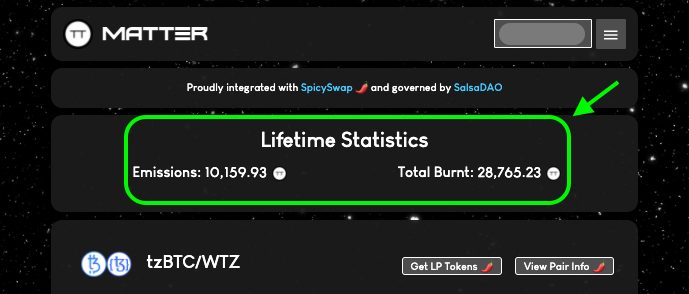 MATTER
Proudly integrated with SpicySwap 🌶️ and governed by SalsaDAO
Lifetime Statistics
Emissions: 10,159.93
Total Burnt: 28,765.23
tzBTC/WTZ
Get LP Tokens 🌶️
View Pair Info 🌶️